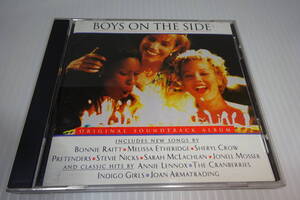 BOYS ON THE SIDE
ORIGINAL SOUNDTRACK ALBUM
INCLUDES NEW SONGS BY
BONNIE RAITT • MELISSA ETHERIDGE • SHERYL CROW
PRETENDERS • STEVIE NICKS • SARAH MCLACHLAN • JONELL MOSSER
AND CLASSIC HITS BY ANNIE LENNOX • THE CRANBERRIES
INDIGO GIRLS • JOAN ARMATRADING